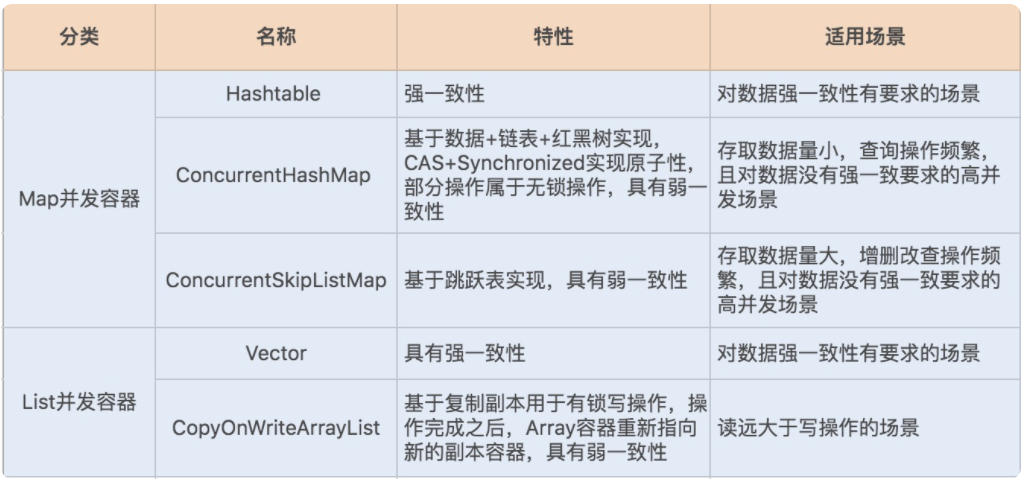 分类 名称 特性 适用场景
Map并发容器
Hashtable
强一致性
对数据强一致性有要求的场景
ConcurrentHashMap
基于数据+链表+红黑树实现，
CAS+Synchronized实现原子性，
部分操作属于无锁操作，具有弱一
致性
存取数据量小，查询操作频繁，
且对数据没有强一致要求的高并
发场景
ConcurrentSkipListMap
基于跳跃表实现，具有弱一致性
存取数据量大，增删改查操作频
繁，且对数据没有强一致要求的
高并发场景
List并发容器
Vector
具有强一致性
对数据强一致性有要求的场景
CopyOnWriteArrayList
基于复制副本用于有锁写操作，操
作完成之后，Array容器重新指向
新的副本容器，具有弱一致性
读远大于写操作的场景